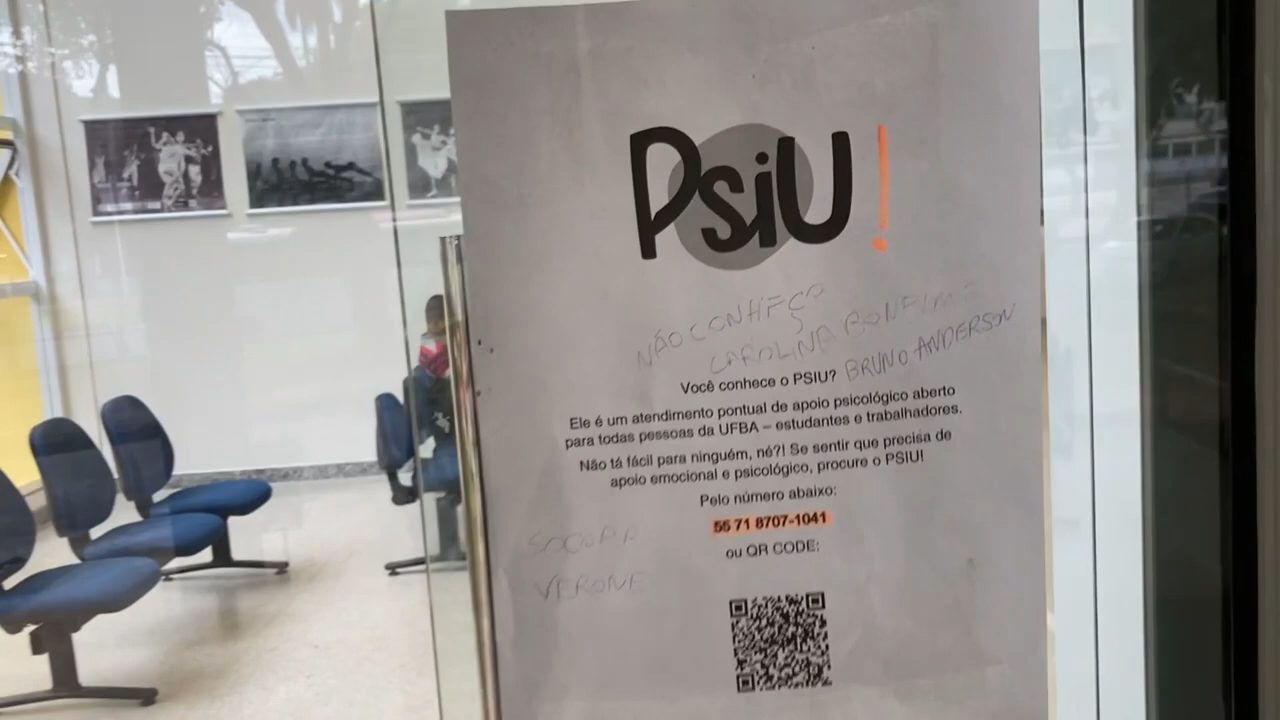 PsiU!
NÃO CONHEÇO
CAROLINA BONFIM
BRUNO ANDERSON
Você conhece o PSIU?
Ele é um atendimento pontual de apoio psicológico aberto
para todas pessoas da UFBA – estudantes e trabalhadores.
Não tá fácil para ninguém, né?! Se sentir que precisa de
apoio emocional e psicológico, procure o PSIU!
Pelo número abaixo:
55 71 8707-1041
ou QR CODE:
VERONE